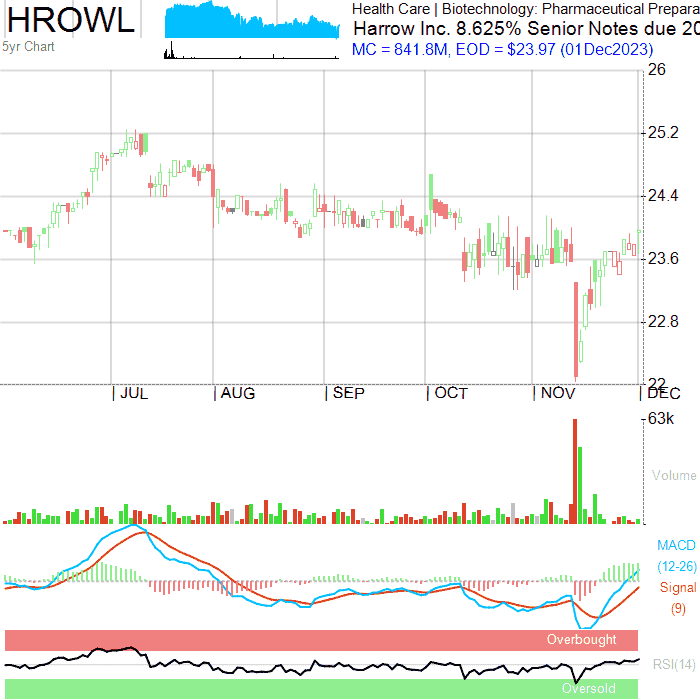 HROWL
5yr Chart
Health Care | Biotechnology: Pharmaceutical Prepara
Harrow Inc. 8.625% Senior Notes due 20
MC = 841.8M, EOD = $23.97 (01Dec2023)
26
25.2
24.4
23.6
22.8
22
JUL AUG SEP OCT NOV DEC
63k
Volume
MACD
(12-26)
Signal
(9)
Overbought
RSI(14)
Oversold